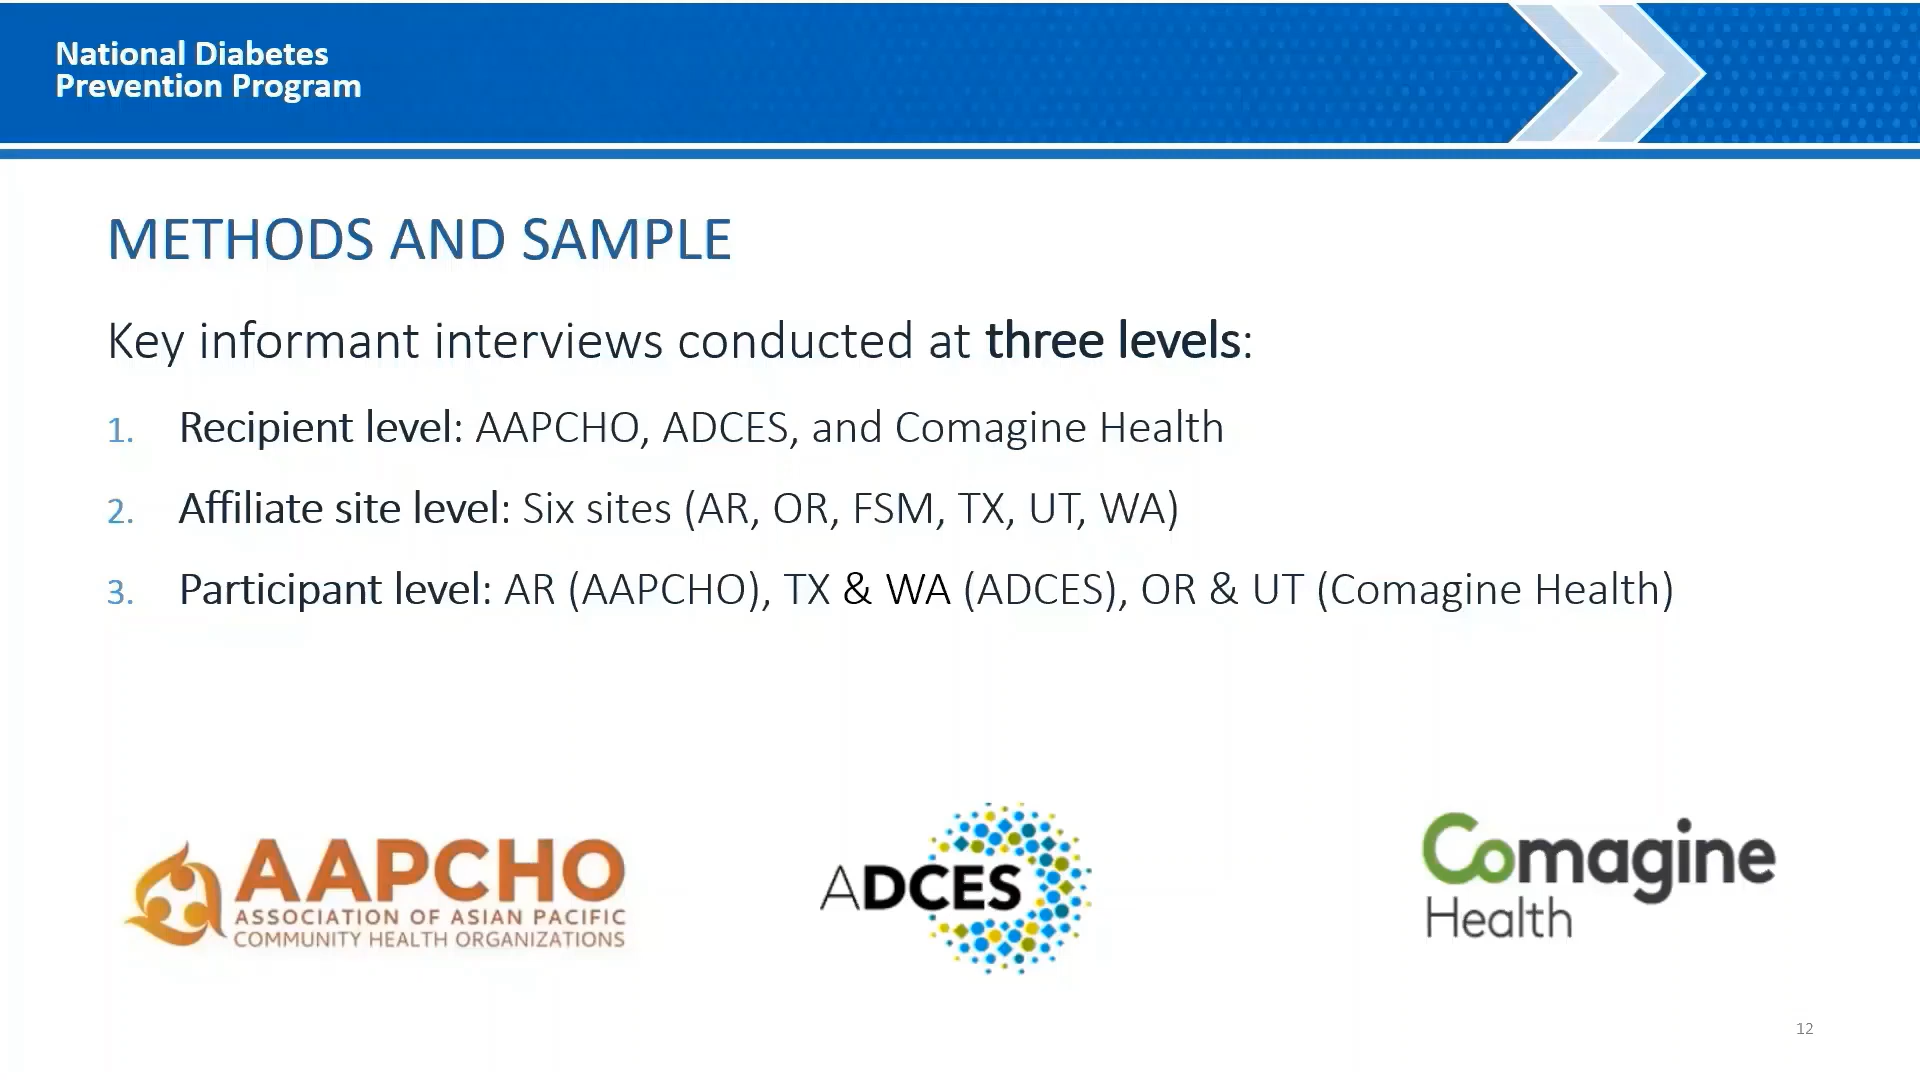 National Diabetes
Prevention Program
METHODS AND SAMPLE
Key informant interviews conducted at three levels:
1. Recipient level: AAPCHO, ADCES, and Comagine Health
2. Affiliate site level: Six sites (AR, OR, FSM, TX, UT, WA)
3. Participant level: AR (AAPCHO), TX & WA (ADCES), OR & UT (Comagine Health)
AAPCHO
ASSOCIATION OF ASIAN PACIFIC
COMMUNITY HEALTH ORGANIZATIONS
ADCES
Comagine
Health
12